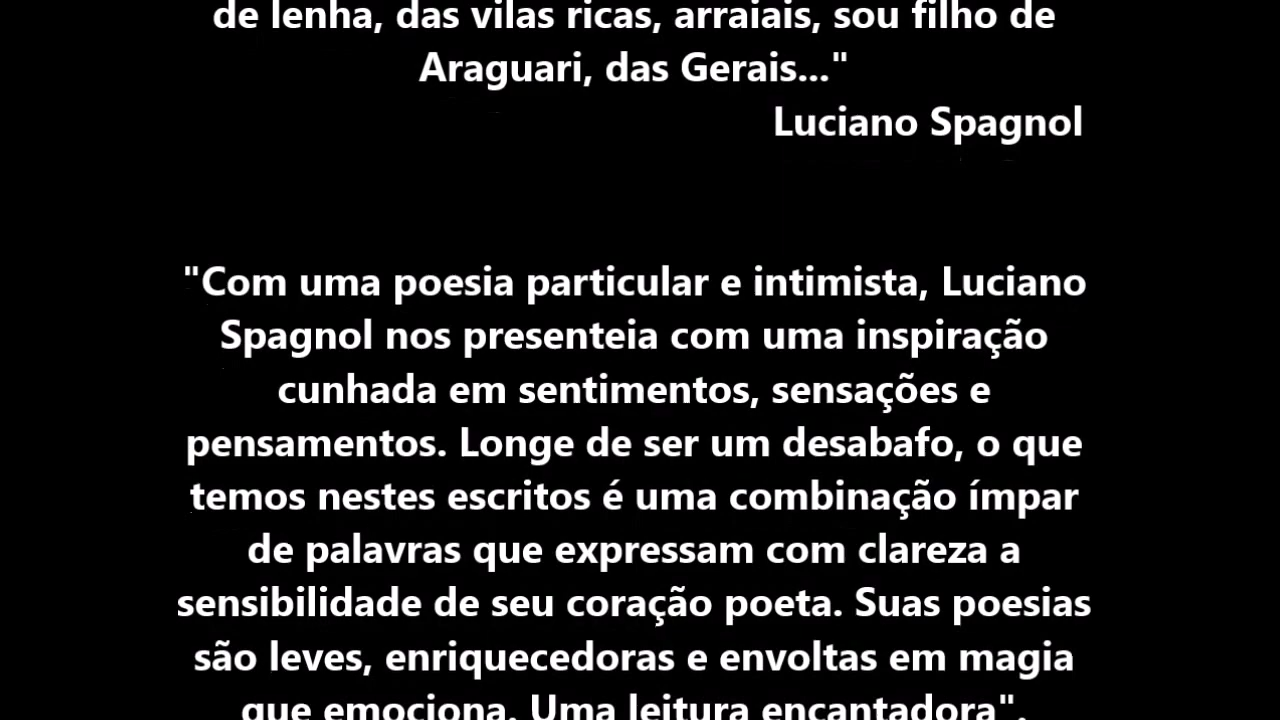 de lenha, das vilas ricas, arraiais, sou filho de
Araguari, das Gerais..."
Luciano Spagnol
"Com uma poesia particular e intimista, Luciano
Spagnol nos presenteia com uma inspiração
cunhada em sentimentos, sensações e
pensamentos. Longe de ser um desabafo, o que
temos nestes escritos é uma combinação ímpar
de palavras que expressam com clareza a
sensibilidade de seu coração poeta. Suas poesias
são leves, enriquecedoras e envoltas em magia
que emociona. Uma leitura encantadora".